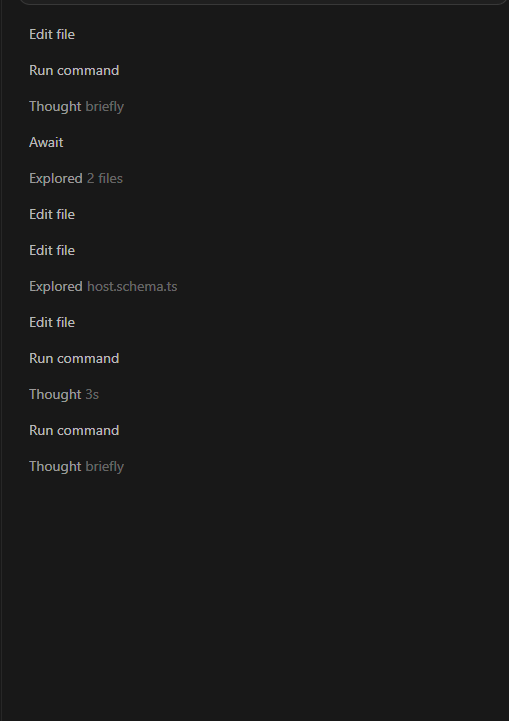 Edit file
Run command
Thought briefly
Await
Explored 2 files
Edit file
Edit file
Explored host.schema.ts
Edit file
Run command
Thought 3s
Run command
Thought briefly